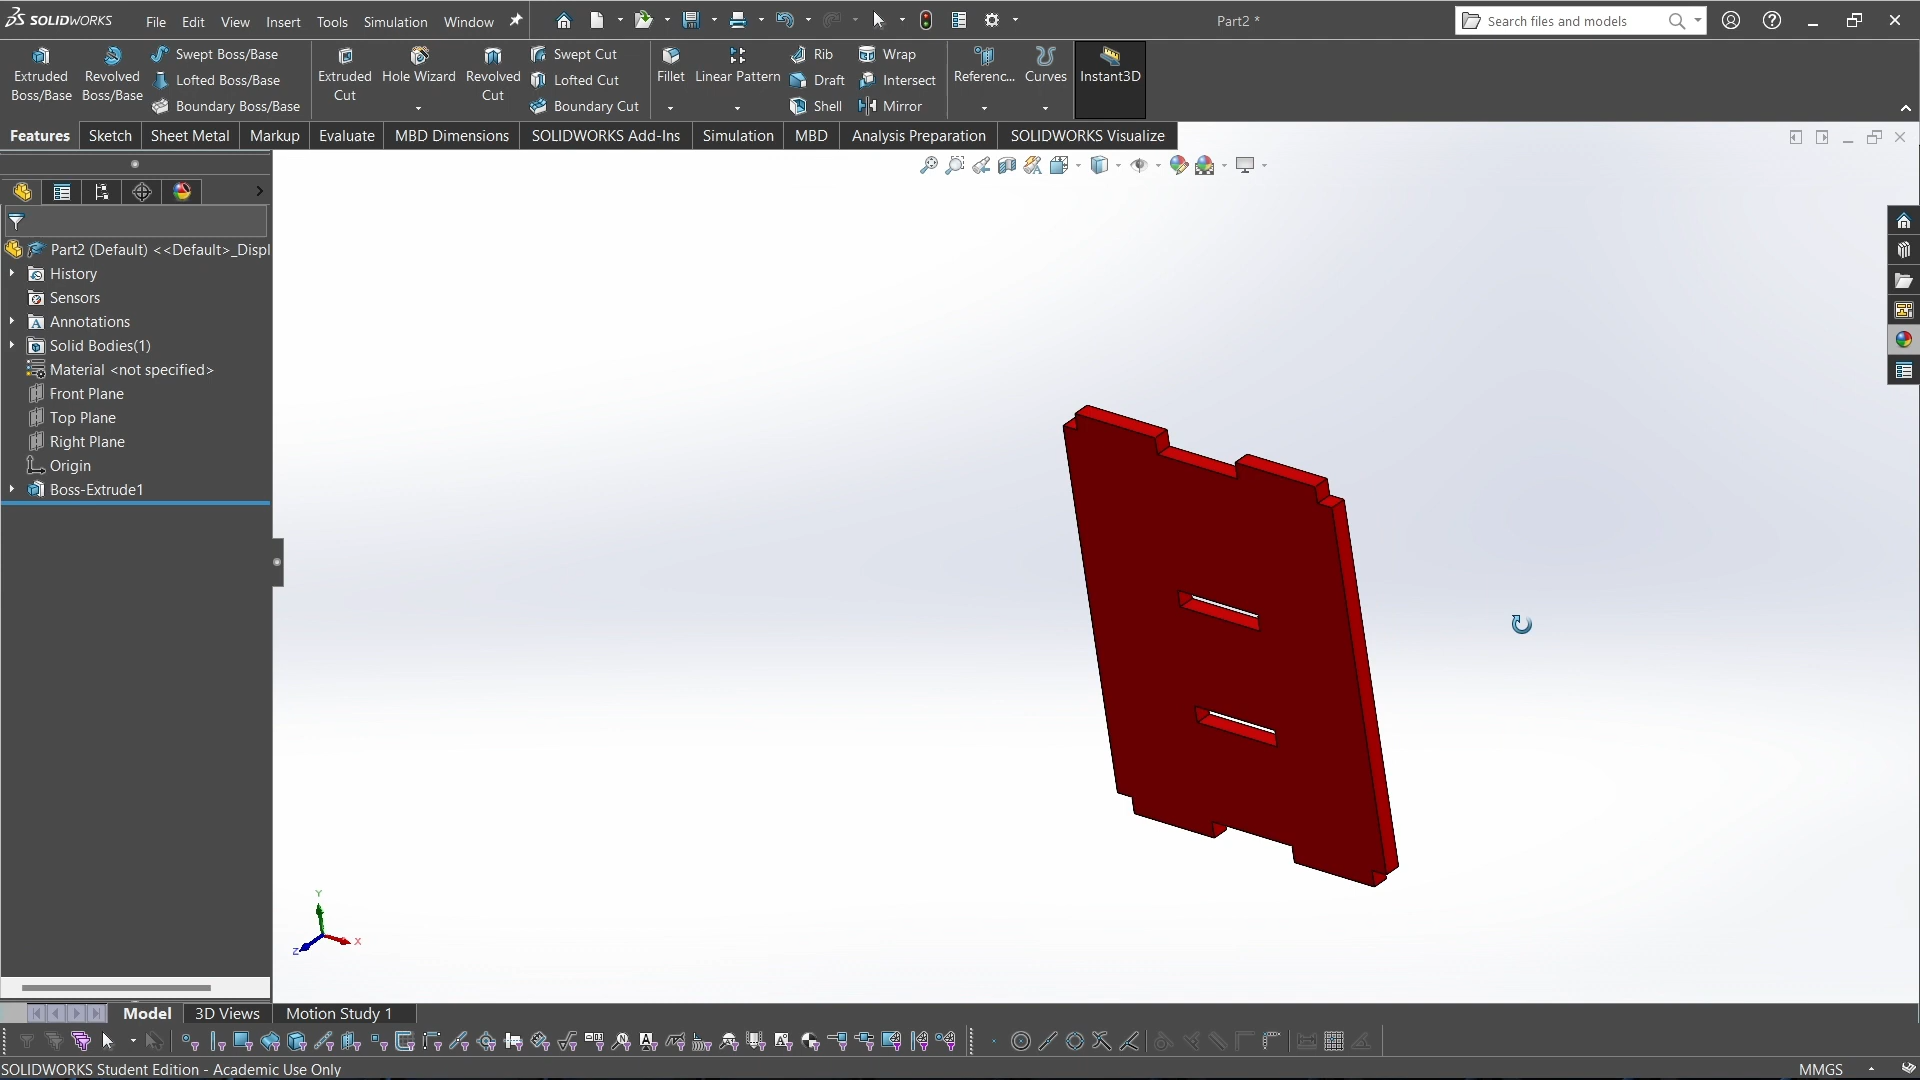 SOLIDWORKS File Edit View Insert Tools Simulation Window Part2 * Search files and models
Extruded Boss/Base
Revolved Boss/Base
Swept Boss/Base
Lofted Boss/Base
Boundary Boss/Base
Extruded Cut
Hole Wizard
Revolved Cut
Swept Cut
Lofted Cut
Boundary Cut
Fillet
Linear Pattern
Rib
Draft
Shell
Wrap
Intersect
Mirror
Referenc...
Curves
Instant3D
Features Sketch Sheet Metal Markup Evaluate MBD Dimensions SOLIDWORKS Add-Ins Simulation MBD Analysis Preparation SOLIDWORKS Visualize
Part2 (Default) <<Default>_Displ
History
Sensors
Annotations
Solid Bodies(1)
Material <not specified>
Front Plane
Top Plane
Right Plane
Origin
Boss-Extrude1
Y
X
Z
Model 3D Views Motion Study 1
SOLIDWORKS Student Edition - Academic Use Only MMGS